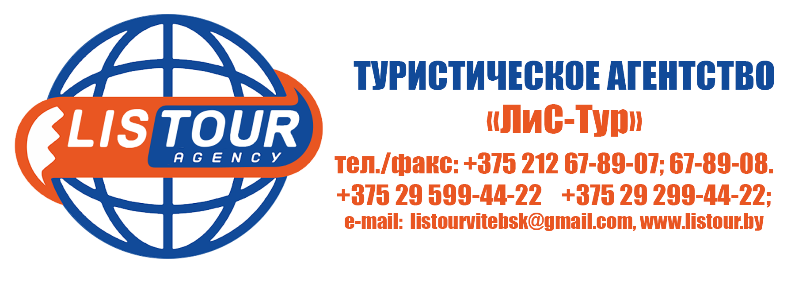 LISTOUR
AGENCY
ТУРИСТИЧЕСКОЕ АГЕНТСТВО
«ЛиС-Тур»
тел./факс: +375 212 67-89-07; 67-89-08.
+375 29 599-44-22 +375 29 299-44-22;
e-mail: listourvitebsk@gmail.com, www.listour.by